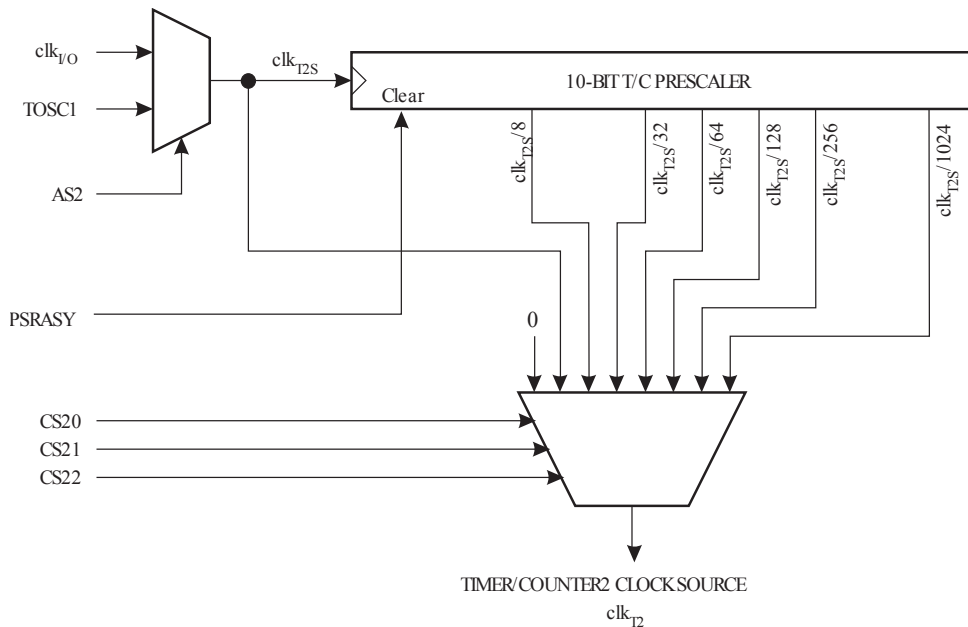 clkI/O
TOSC1
AS2
PSRASY
clkT2S
10-BIT T/C PRESCALER
Clear
clkT2S/8
clkT2S/32
clkT2S/64
clkT2S/128
clkT2S/256
clkT2S/1024
0
CS20
CS21
CS22
TIMER/COUNTER2 CLOCK SOURCE
clkT2